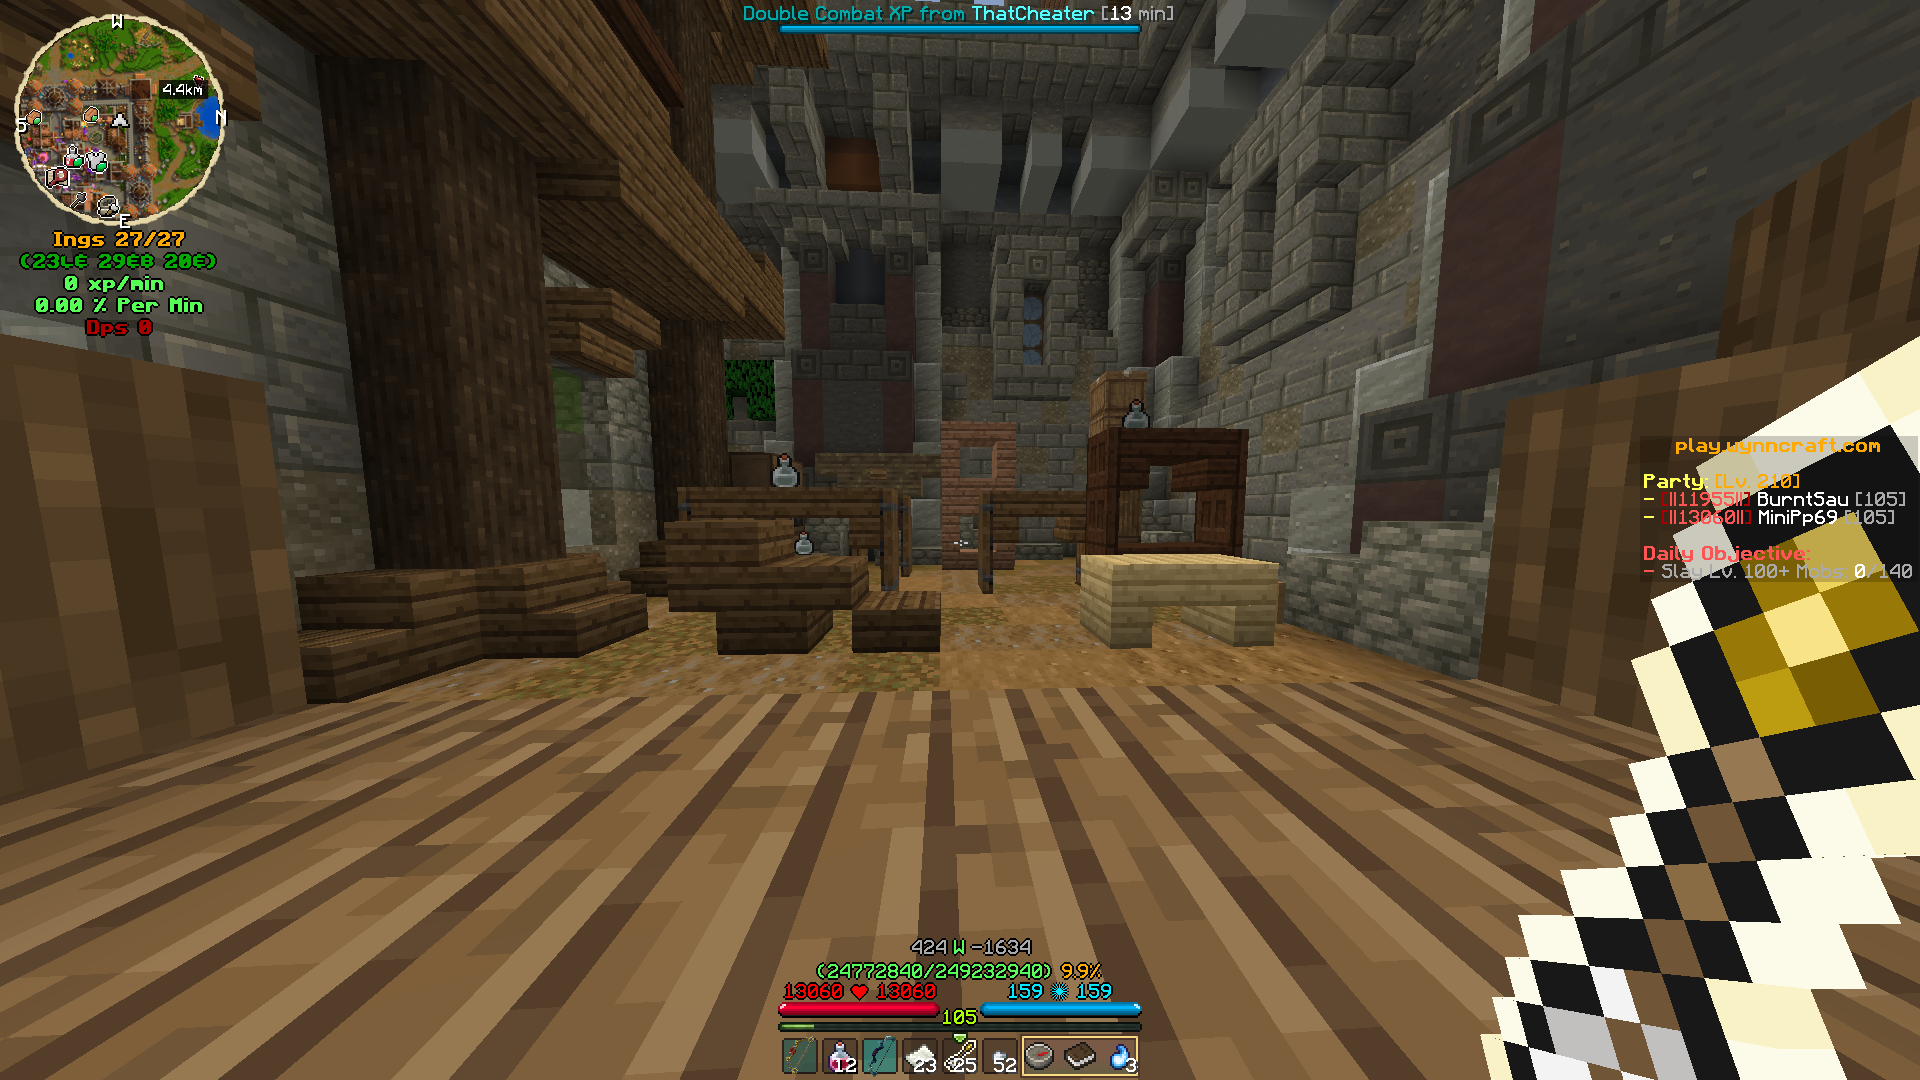 Double Combat XP from ThatCheater [13 min]
W
4.4km
N
S
E
Ings 27/27
0 xp/min
0.00 % Per Min
Dps 0
play.wynncraft.com
Party: [Lv. 210]
- [||11955||] BurntSau [105]
- [||13060||] MiniPp69 [105]
Daily Objective:
- Slay Lv. 100+ Mobs: 0/140
424 W -1634
(24772840/249232940) 9.9%
13060 ❤ 13060
159 159
105
12
23
25
52
3